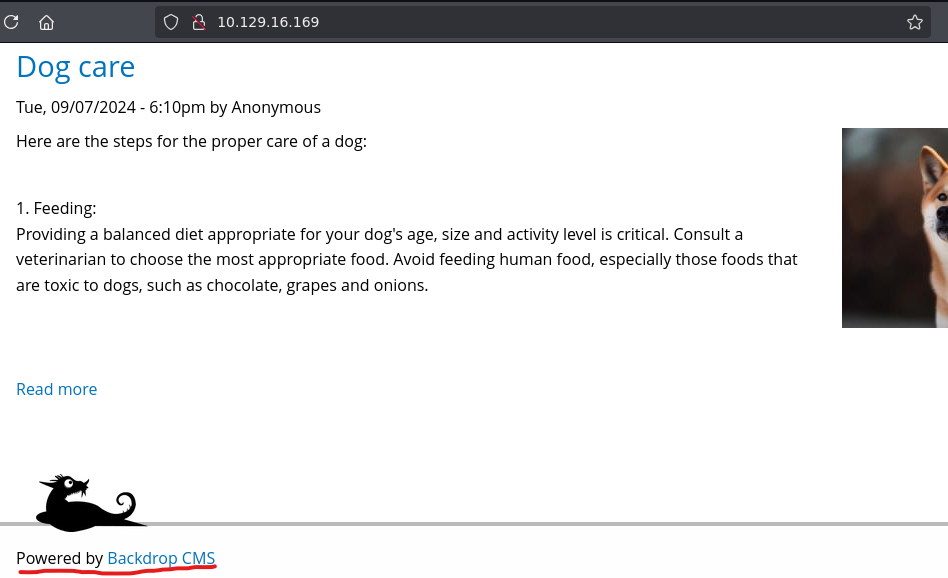 10.129.16.169
Dog care
Tue, 09/07/2024 - 6:10pm by Anonymous
Here are the steps for the proper care of a dog:
1. Feeding:
Providing a balanced diet appropriate for your dog's age, size and activity level is critical. Consult a
veterinarian to choose the most appropriate food. Avoid feeding human food, especially those foods that
are toxic to dogs, such as chocolate, grapes and onions.
Read more
Powered by Backdrop CMS